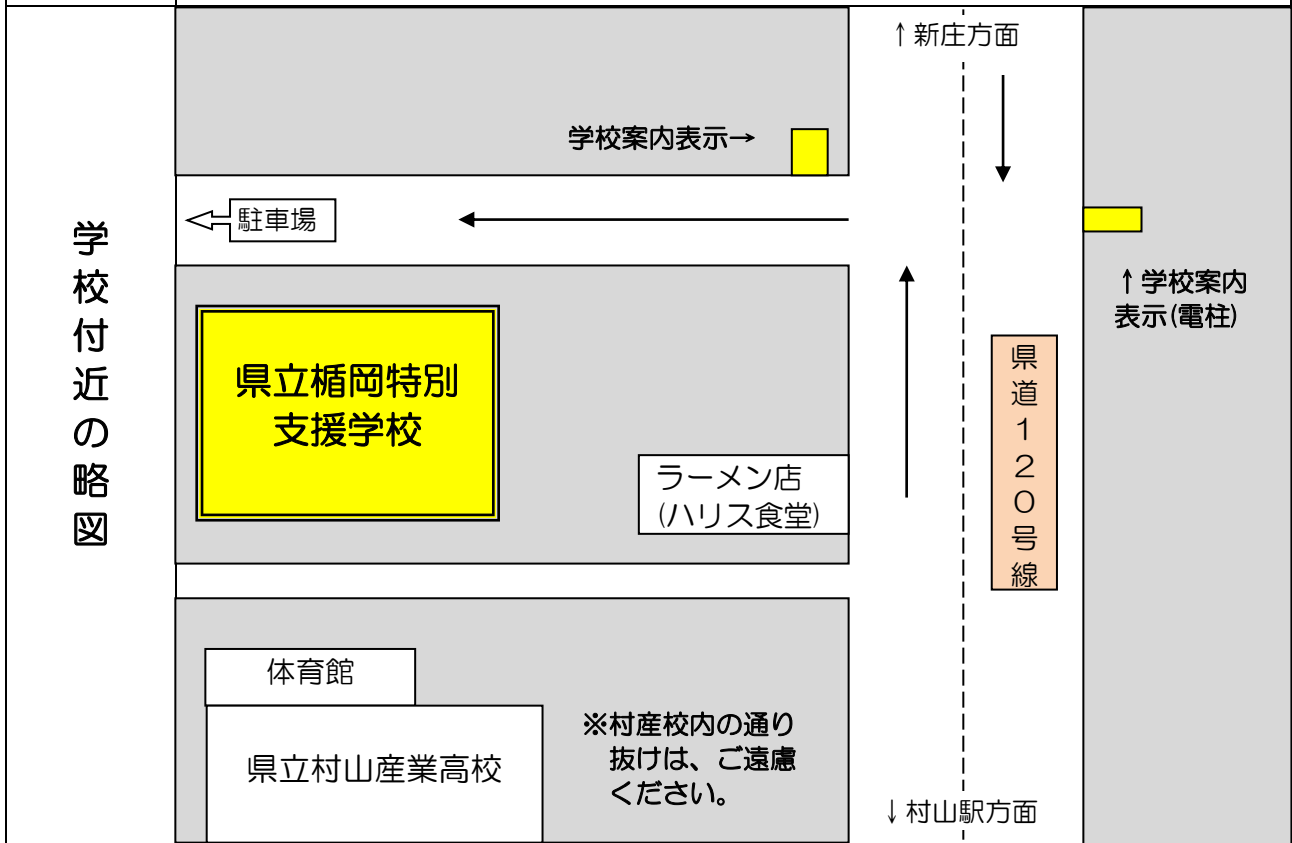 学校付近の略図
↑新庄方面
学校案内表示→
駐車場
↑学校案内
表示(電柱)
県立楯岡特別
支援学校
県道１２０号線
ラーメン店
(ハリス食堂)
体育館
県立村山産業高校
※村産校内の通り
抜けは、ご遠慮
ください。
↓村山駅方面